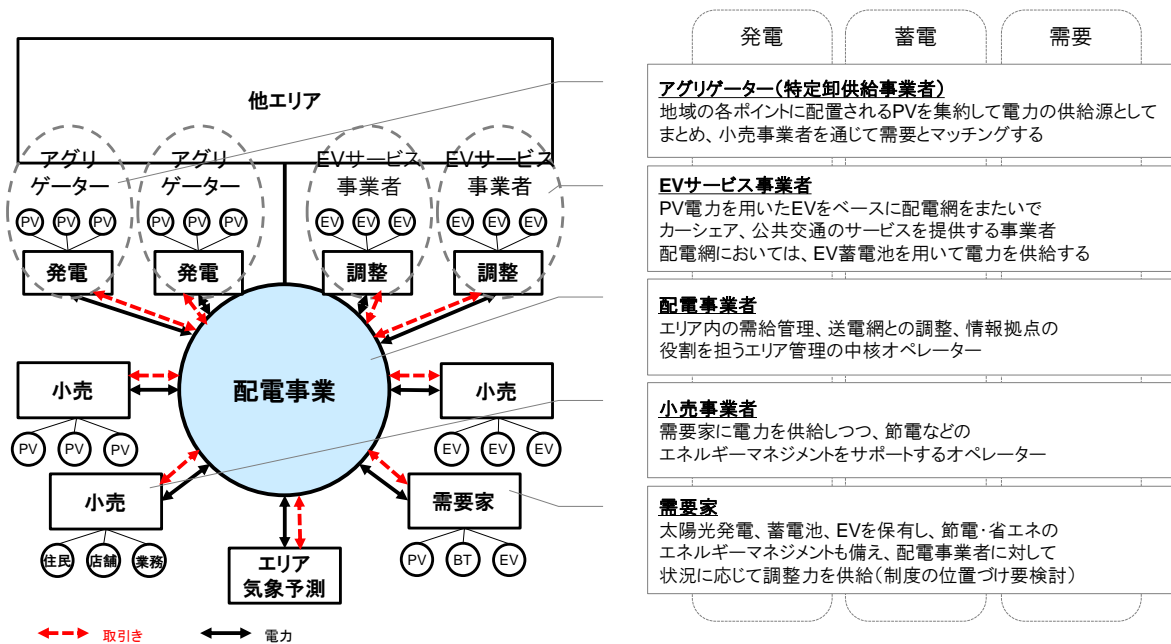 発電
蓄電
需要
他エリア
アグリ
ゲーター
アグリ
ゲーター
EVサービス
事業者
EVサービス
事業者
PV
PV
PV
PV
PV
PV
EV
EV
EV
EV
EV
EV
発電
発電
調整
調整
配電事業
小売
小売
PV
PV
PV
EV
EV
EV
小売
需要家
住民
店舗
業務
PV
BT
EV
エリア
気象予測
取引き
電力
アグリゲーター(特定卸供給事業者)
地域の各ポイントに配置されるPVを集約して電力の供給源として
まとめ、小売事業者を通じて需要とマッチングする
EVサービス事業者
PV電力を用いたEVをベースに配電網をまたいで
カーシェア、公共交通のサービスを提供する事業者
配電網においては、EV蓄電池を用いて電力を供給する
配電事業者
エリア内の需給管理、送電網との調整、情報拠点の
役割を担うエリア管理の中核オペレーター
小売事業者
需要家に電力を供給しつつ、節電などの
エネルギーマネジメントをサポートするオペレーター
需要家
太陽光発電、蓄電池、EVを保有し、節電・省エネの
エネルギーマネジメントも備え、配電事業者に対して
状況に応じて調整力を供給(制度の位置づけ要検討)